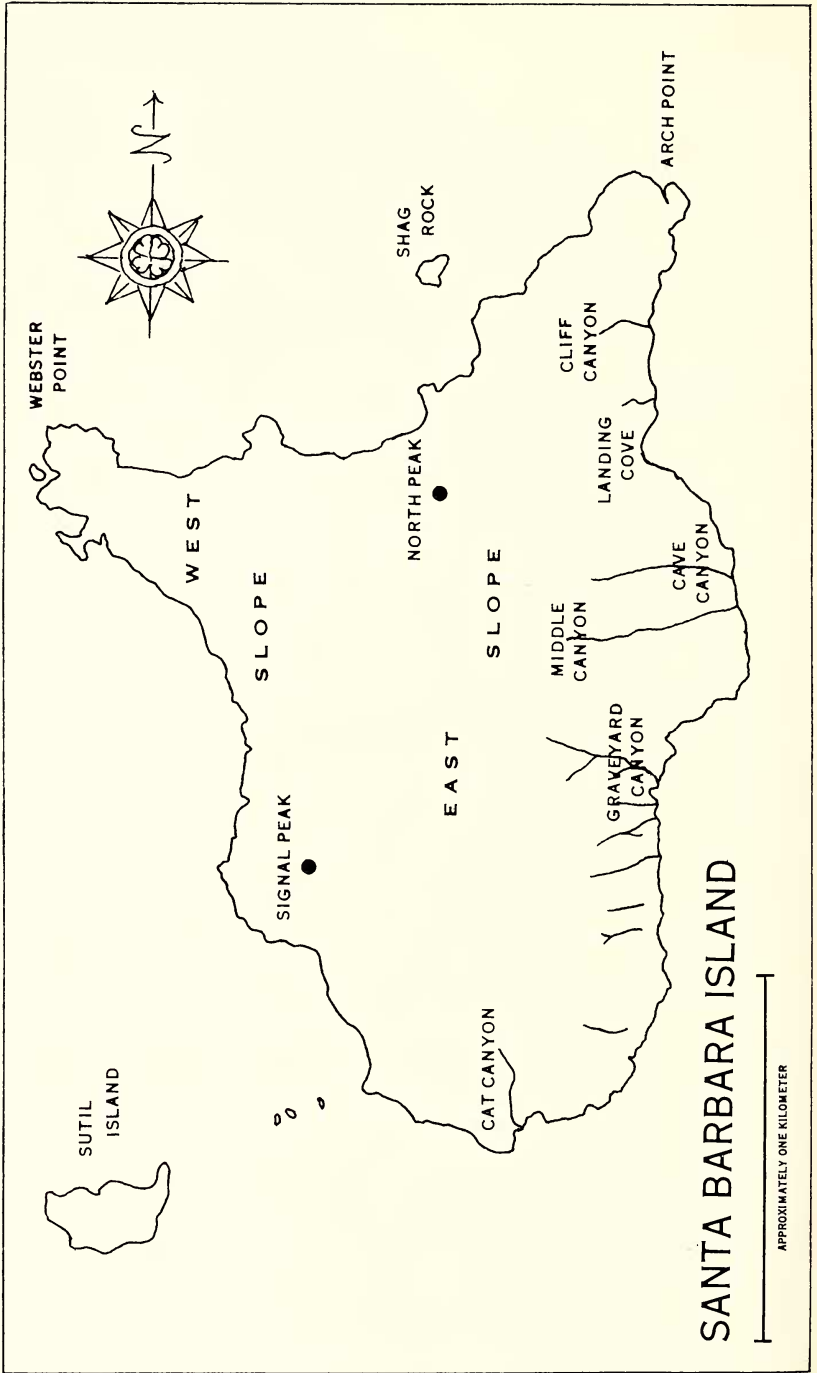 WEBSTER
POINT
N
SHAG
ROCK
ARCH POINT
SUTIL
ISLAND
WEST
SLOPE
SIGNAL PEAK
NORTH PEAK
EAST
SLOPE
CLIFF
CANYON
LANDING
COVE
CAVE
CANYON
MIDDLE
CANYON
GRAVEYARD
CANYON
CAT CANYON
SANTA BARBARA ISLAND
APPROXIMATELY ONE KILOMETER